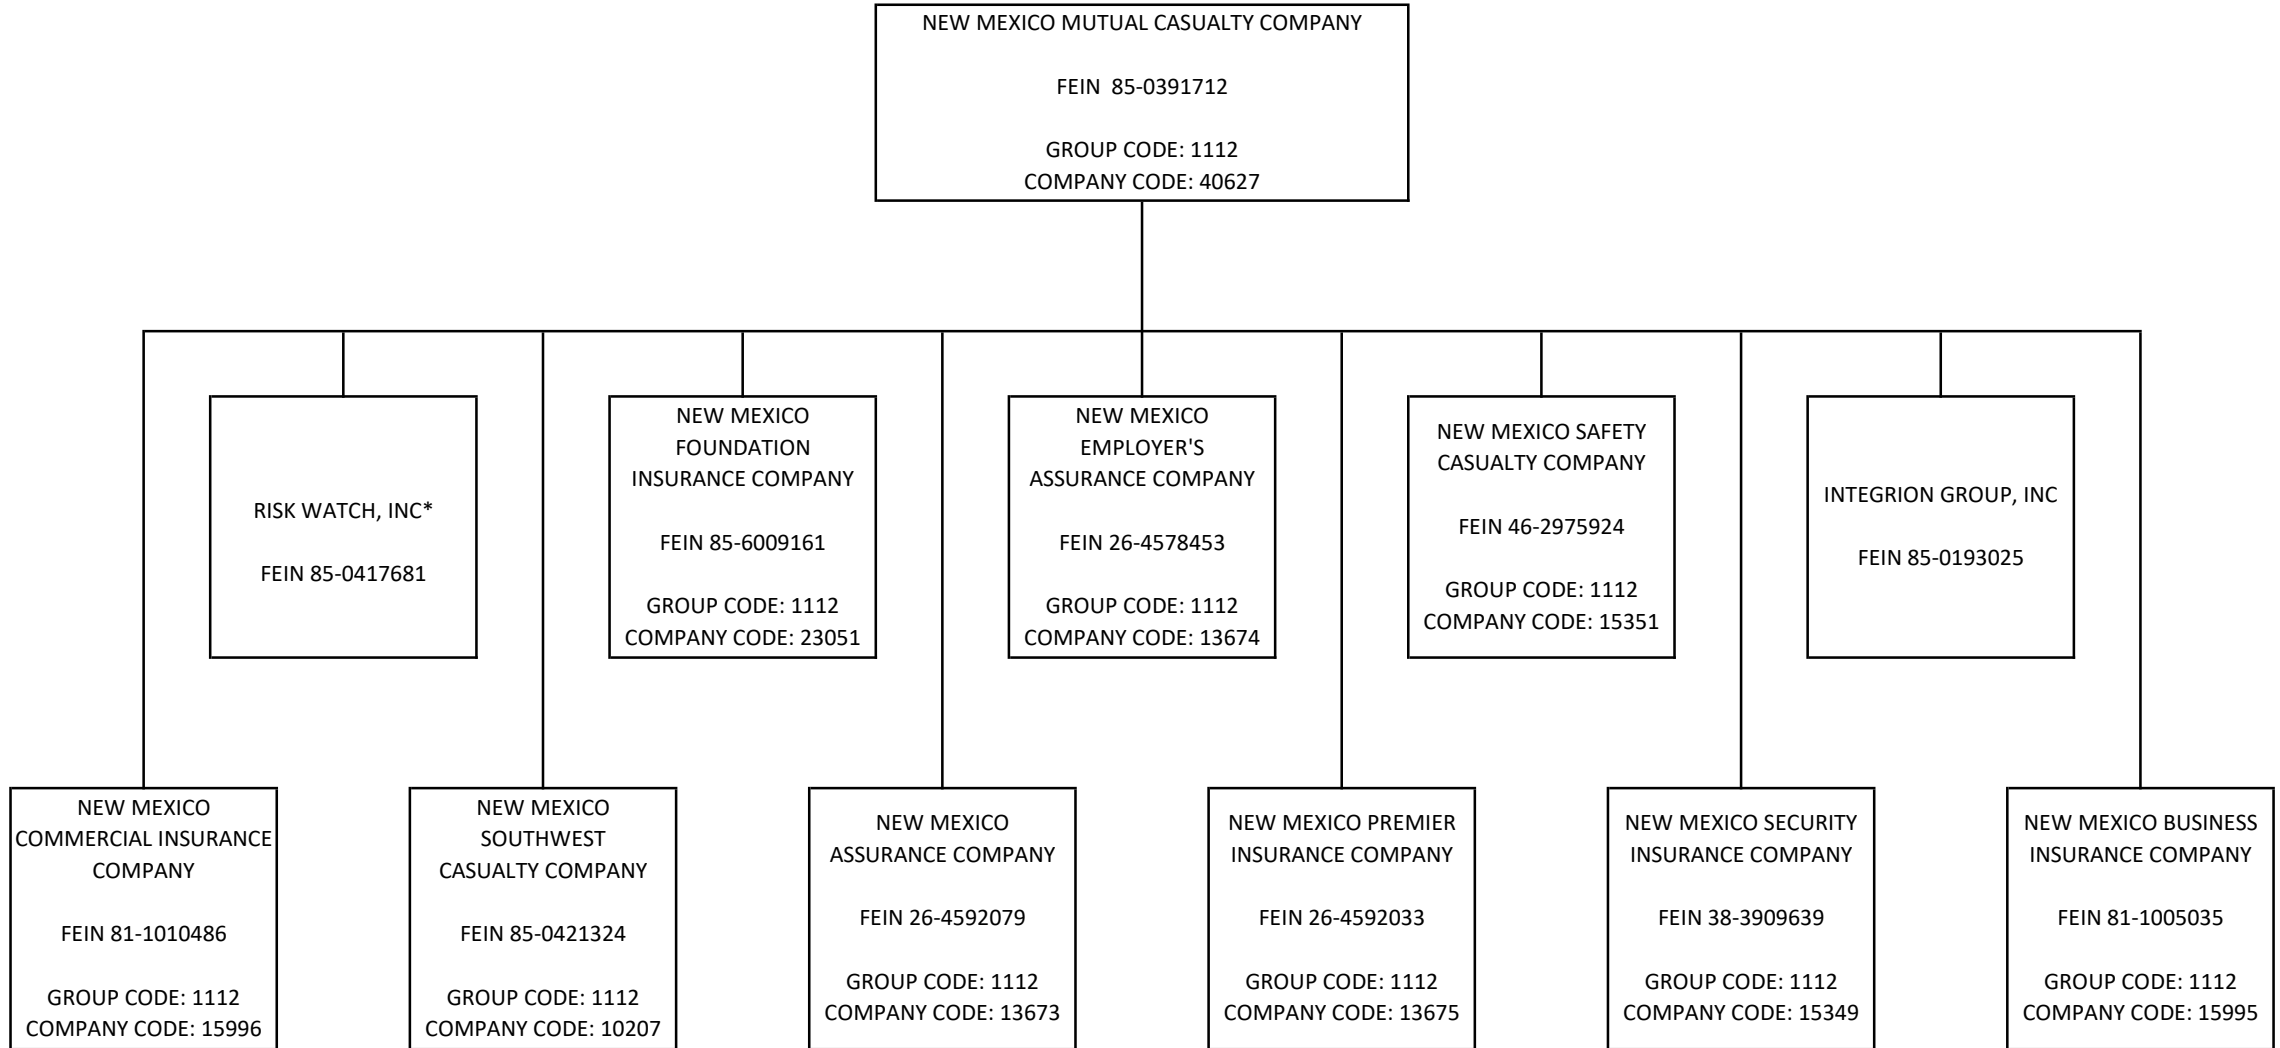 NEW MEXICO MUTUAL CASUALTY COMPANY
FEIN  85-0391712
GROUP CODE: 1112
COMPANY CODE: 40627
RISK WATCH, INC*
FEIN 85-0417681
NEW MEXICO
FOUNDATION
INSURANCE COMPANY
FEIN 85-6009161
GROUP CODE: 1112
COMPANY CODE: 23051
NEW MEXICO
EMPLOYER'S
ASSURANCE COMPANY
FEIN 26-4578453
GROUP CODE: 1112
COMPANY CODE: 13674
NEW MEXICO SAFETY
CASUALTY COMPANY
FEIN 46-2975924
GROUP CODE: 1112
COMPANY CODE: 15351
INTEGRION GROUP, INC
FEIN 85-0193025
NEW MEXICO
COMMERCIAL INSURANCE
COMPANY
FEIN 81-1010486
GROUP CODE: 1112
COMPANY CODE: 15996
NEW MEXICO
SOUTHWEST
CASUALTY COMPANY
FEIN 85-0421324
GROUP CODE: 1112
COMPANY CODE: 10207
NEW MEXICO
ASSURANCE COMPANY
FEIN 26-4592079
GROUP CODE: 1112
COMPANY CODE: 13673
NEW MEXICO PREMIER
INSURANCE COMPANY
FEIN 26-4592033
GROUP CODE: 1112
COMPANY CODE: 13675
NEW MEXICO SECURITY
INSURANCE COMPANY
FEIN 38-3909639
GROUP CODE: 1112
COMPANY CODE: 15349
NEW MEXICO BUSINESS
INSURANCE COMPANY
FEIN 81-1005035
GROUP CODE: 1112
COMPANY CODE: 15995